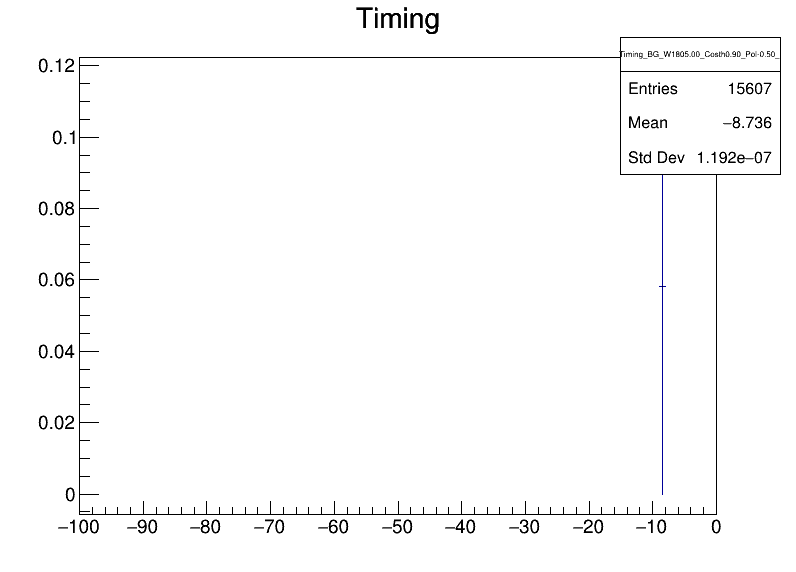 Timing
Timing_BG_W1805.00_Costh0.90_Pol-0.50_
Entries 15607
Mean −8.736
Std Dev 1.192e−07
0.12
0.1
0.08
0.06
0.04
0.02
0
−100 −90 −80 −70 −60 −50 −40 −30 −20 −10 0